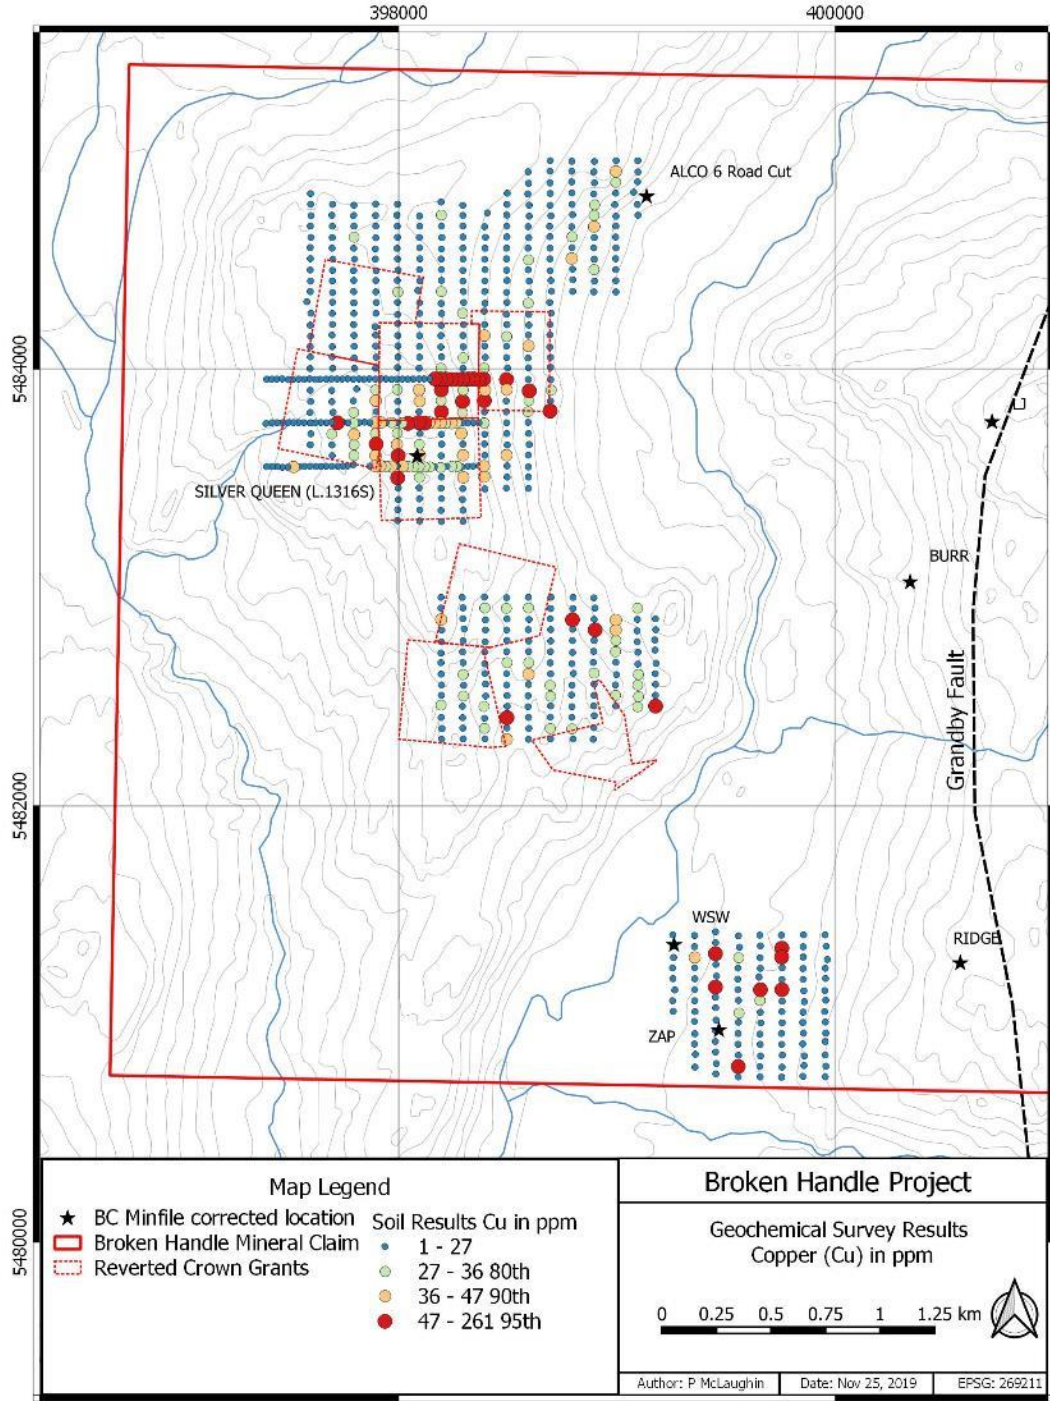 398000
400000
ALCO 6 Road Cut
5484000
SILVER QUEEN (L.1316S)
BURR
Grandby Fault
5482000
WSW
RIDGE
ZAP
5480000
Map Legend
BC Minfile corrected location
Broken Handle Mineral Claim
Reverted Crown Grants
Soil Results Cu in ppm
1 - 27
27 - 36 80th
36 - 47 90th
47 - 261 95th
Broken Handle Project
Geochemical Survey Results
Copper (Cu) in ppm
0 0.25 0.5 0.75 1 1.25 km
Author: P McLaughin
Date: Nov 25, 2019
EPSG: 269211